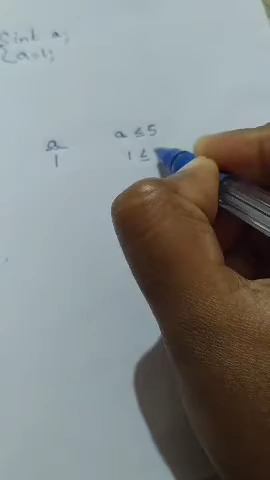 int a;
{a=1;
a a ≤ 5
1 1 ≤